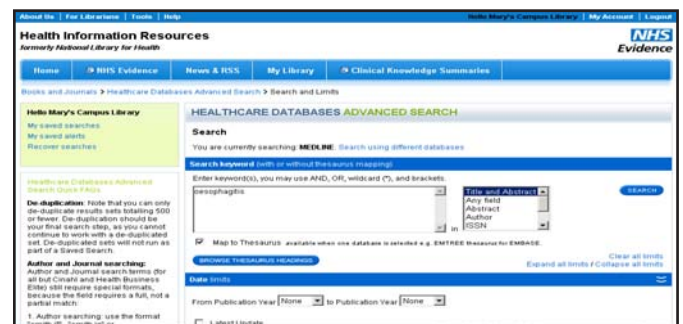 About Us | For Librarians | Tools | Help
Hello Mary's Campus Library | My Account | Logout
Health Information Resources
formerly National Library for Health
NHS
Evidence
Home
NHS Evidence
News & RSS
My Library
Clinical Knowledge Summaries
Books and Journals > Healthcare Databases Advanced Search > Search and Limits
Hello Mary's Campus Library
My saved searches
My saved alerts
Recover searches
Healthcare Databases Advanced
Search Quick FAQs
De-duplication: Note that you can only
de-duplicate results sets totalling 500
or fewer. De-duplication should be
your final search step, as you cannot
continue to work with a de-duplicated
set. De-duplicated sets will not run as
part of a Saved Search.
Author and Journal searching:
Author and Journal search terms (for
all but Cinahl and Health Business
Elite) still require special formats,
because the field requires a full, not a
partial match:
1. Author searching: use the format
HEALTHCARE DATABASES ADVANCED SEARCH
Search
You are currently searching: MEDLINE. Search using different databases
Search keyword (with or without thesaurus mapping)
Enter keyword(s), you may use AND, OR, wildcard (*), and brackets.
oesophagitis
in
Title and Abstract
Any field
Abstract
Author
ISSN
SEARCH
Map to Thesaurus available when one database is selected e.g. EMTREE thesaurus for EMBASE.
BROWSE THESAURUS HEADINGS
Clear all limits
Expand all limits / Collapse all limits
Date limits
From Publication Year None to Publication Year None
Latest Update